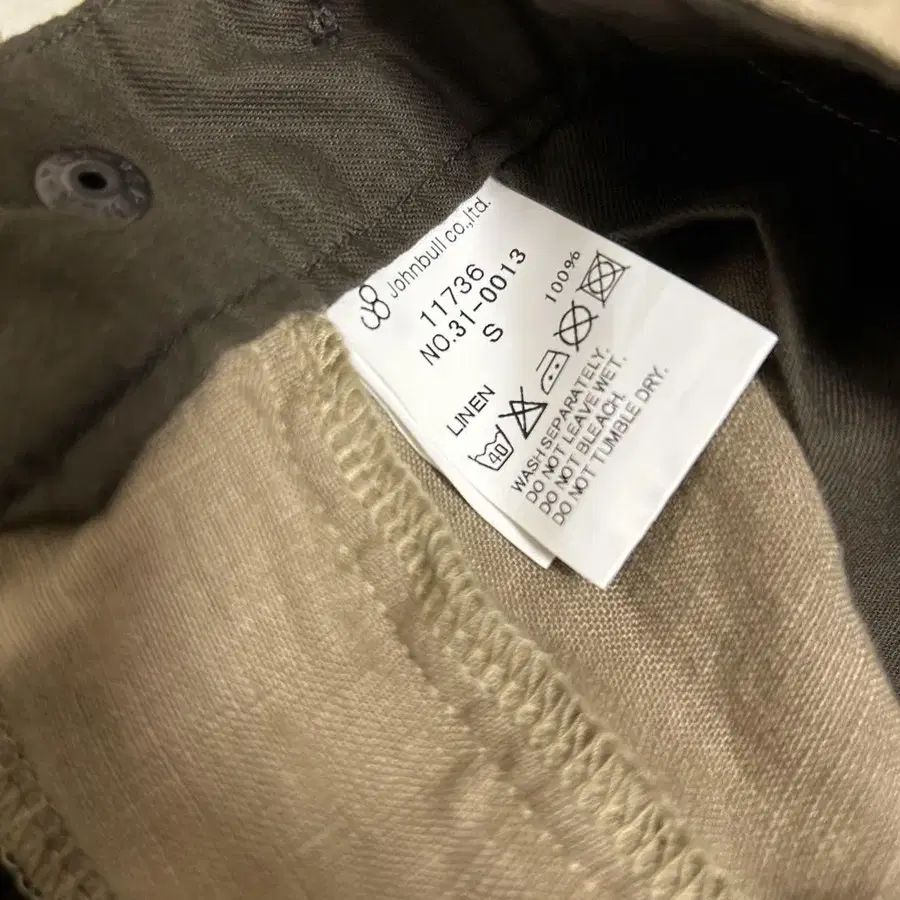 Johnbull co.,ltd.
11736
NO.31-0013
S
LINEN 100%
40
WASH SEPARATELY.
DO NOT LEAVE WET.
DO NOT BLEACH.
DO NOT TUMBLE DRY.